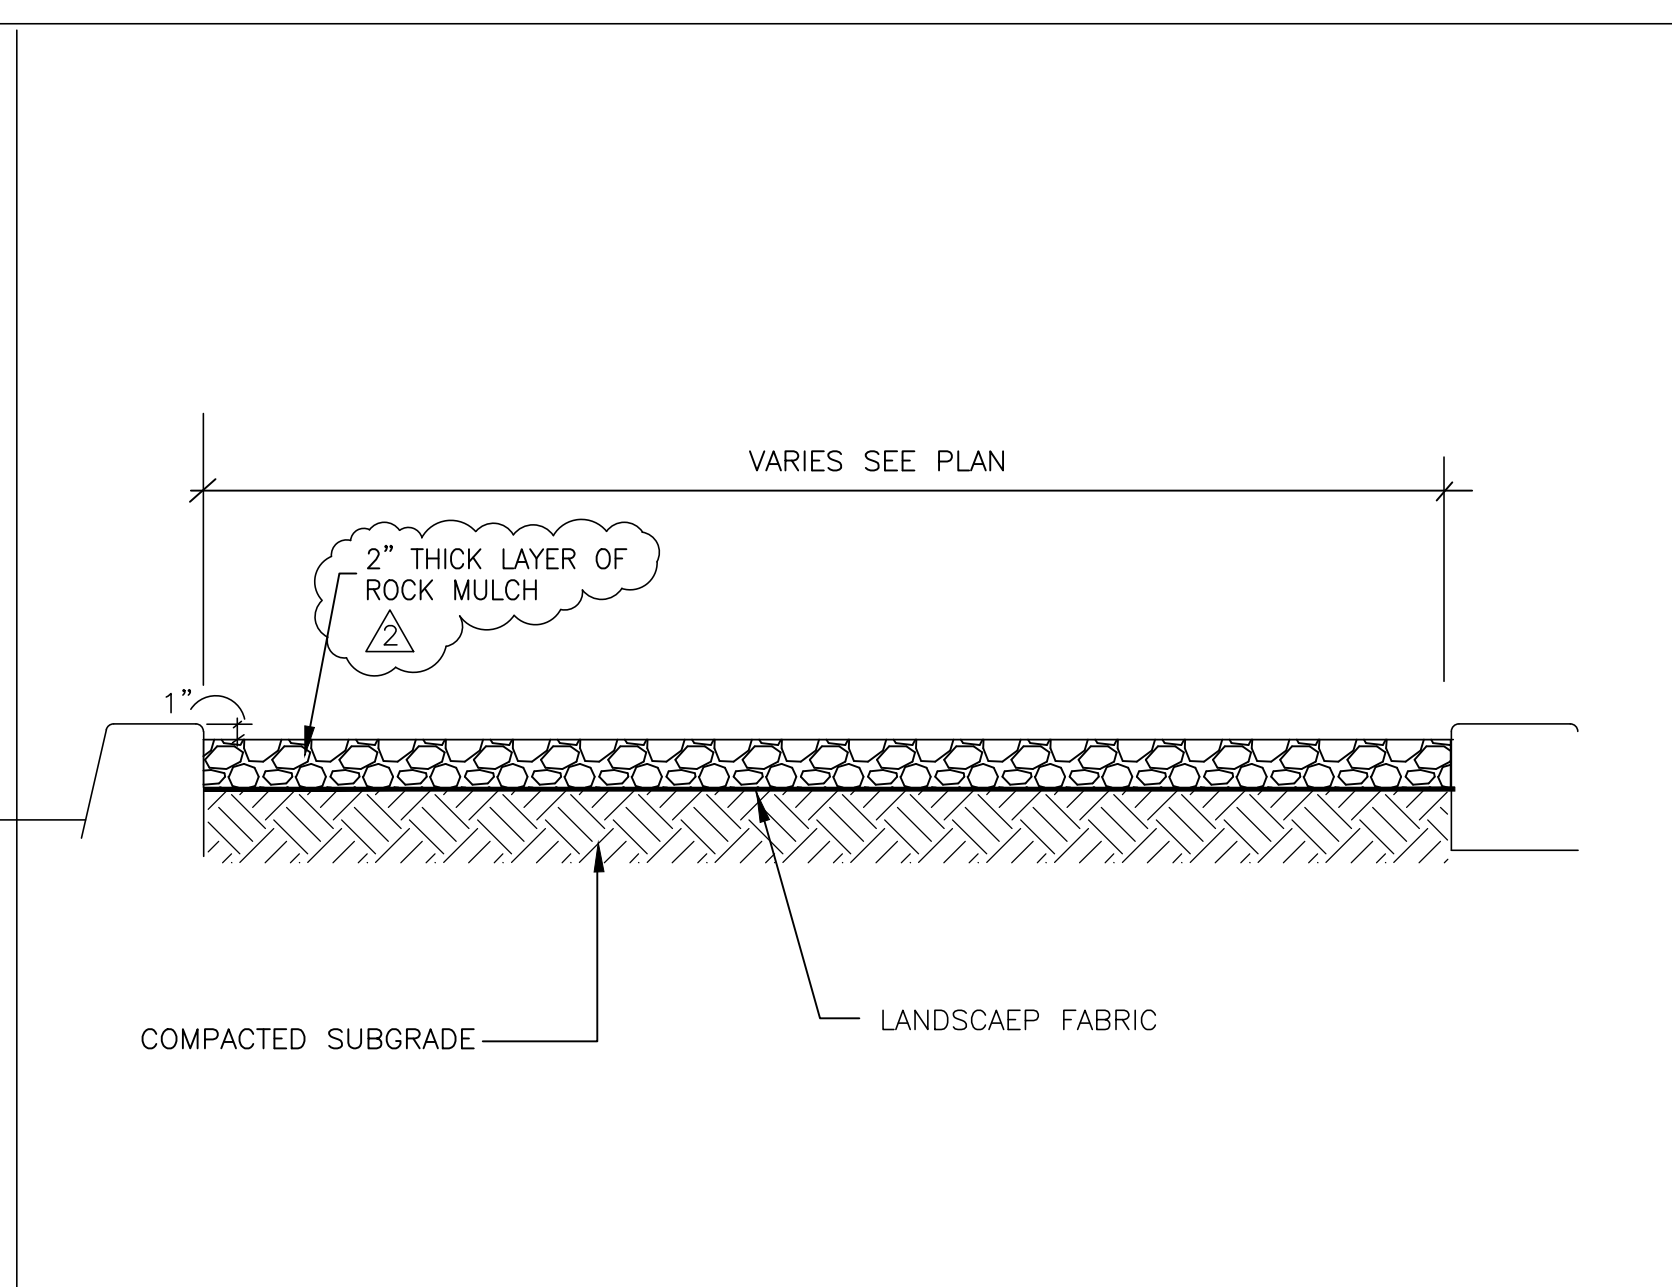 VARIES SEE PLAN
2” THICK LAYER OF
ROCK MULCH
2
1”
LANDSCAEP FABRIC
COMPACTED SUBGRADE